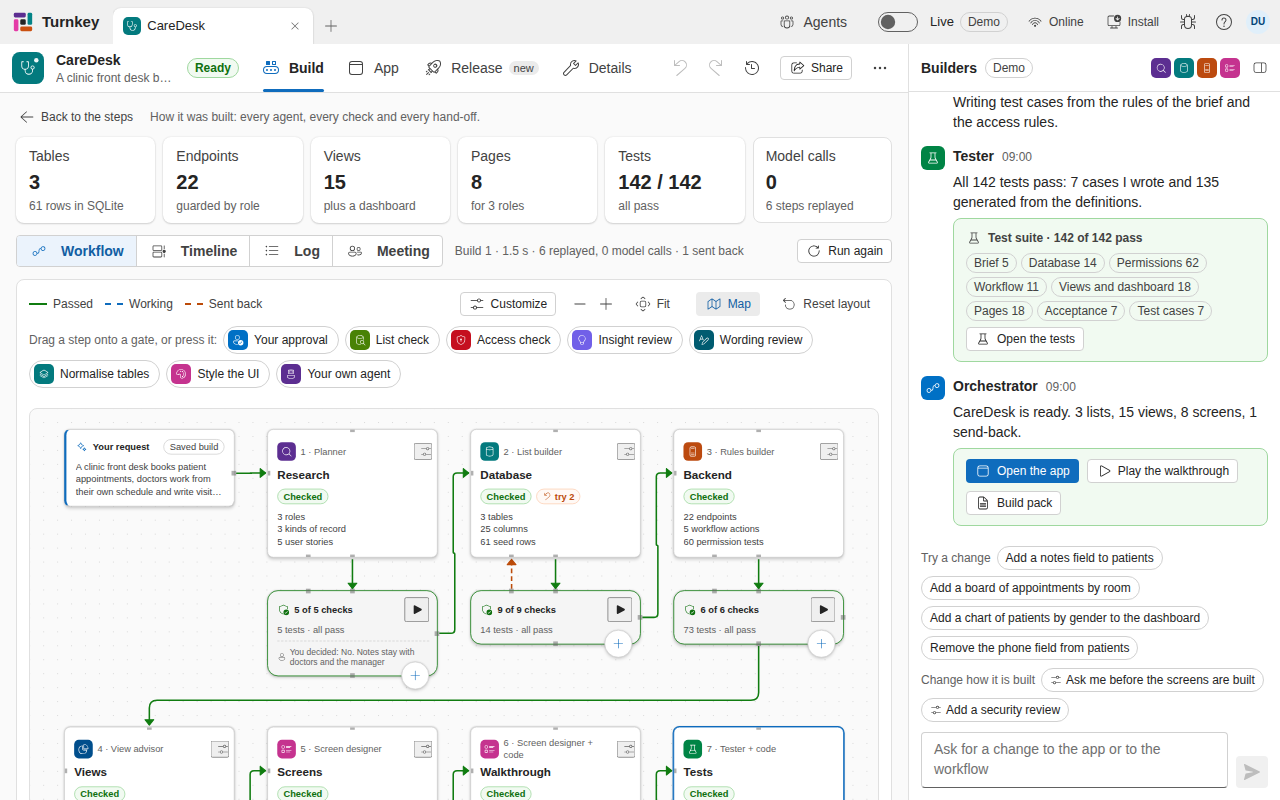 Turnkey
CareDesk
Agents
Live
Demo
Online
Install
DU
CareDesk
A clinic front desk b…
Ready
Build
App
Release
new
Details
Share
Back to the steps
How it was built: every agent, every check and every hand-off.
Tables
3
61 rows in SQLite
Endpoints
22
guarded by role
Views
15
plus a dashboard
Pages
8
for 3 roles
Tests
142 / 142
all pass
Model calls
0
6 steps replayed
Workflow
Timeline
Log
Meeting
Build 1 · 1.5 s · 6 replayed, 0 model calls · 1 sent back
Run again
Passed
Working
Sent back
Customize
Fit
Map
Reset layout
Drag a step onto a gate, or press it:
Your approval
List check
Access check
Insight review
Wording review
Normalise tables
Style the UI
Your own agent
Your request
Saved build
A clinic front desk books patient
appointments, doctors work from
their own schedule and write visit…
1 · Planner
Research
Checked
3 roles
3 kinds of record
5 user stories
2 · List builder
Database
Checked
try 2
3 tables
25 columns
61 seed rows
3 · Rules builder
Backend
Checked
22 endpoints
5 workflow actions
60 permission tests
5 of 5 checks
5 tests · all pass
You decided: No. Notes stay with
doctors and the manager
9 of 9 checks
14 tests · all pass
6 of 6 checks
73 tests · all pass
4 · View advisor
Views
Checked
5 · Screen designer
Screens
Checked
6 · Screen designer +
code
Walkthrough
Checked
7 · Tester + code
Tests
Checked
Builders
Demo
Writing test cases from the rules of the brief and
the access rules.
Tester 09:00
All 142 tests pass: 7 cases I wrote and 135
generated from the definitions.
Test suite · 142 of 142 pass
Brief 5
Database 14
Permissions 62
Workflow 11
Views and dashboard 18
Pages 18
Acceptance 7
Test cases 7
Open the tests
Orchestrator 09:00
CareDesk is ready. 3 lists, 15 views, 8 screens, 1
send-back.
Open the app
Play the walkthrough
Build pack
Try a change
Add a notes field to patients
Add a board of appointments by room
Add a chart of patients by gender to the dashboard
Remove the phone field from patients
Change how it is built
Ask me before the screens are built
Add a security review
Ask for a change to the app or to the
workflow